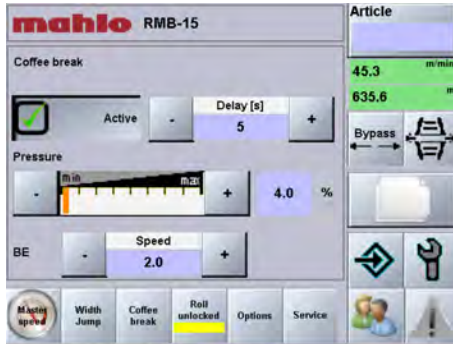 mahlo RMB-15
Article
Coffee break
45.3 m/min
635.6 m
Active
-
Delay [s]
5
+
Bypass
Pressure
-
min
max
+
4.0 %
BE
-
Speed
2.0
+
Master
speed
Width
Jump
Coffee
break
Roll
unlocked
Options
Service